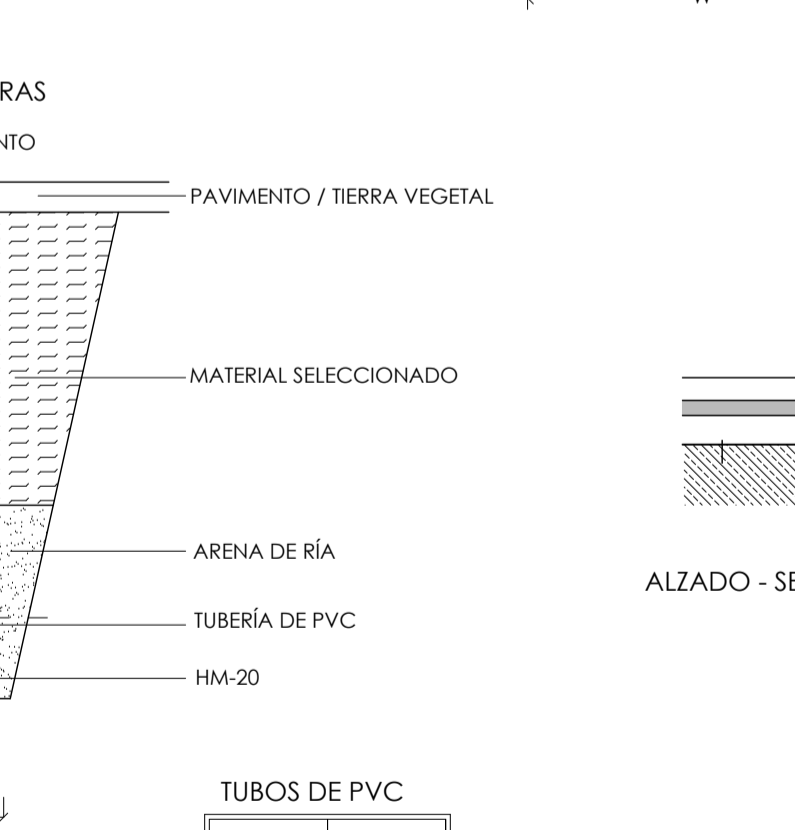 RAS
NTO
PAVIMENTO / TIERRA VEGETAL
MATERIAL SELECCIONADO
ARENA DE RÍA
TUBERÍA DE PVC
HM-20
ALZADO - SE
TUBOS DE PVC